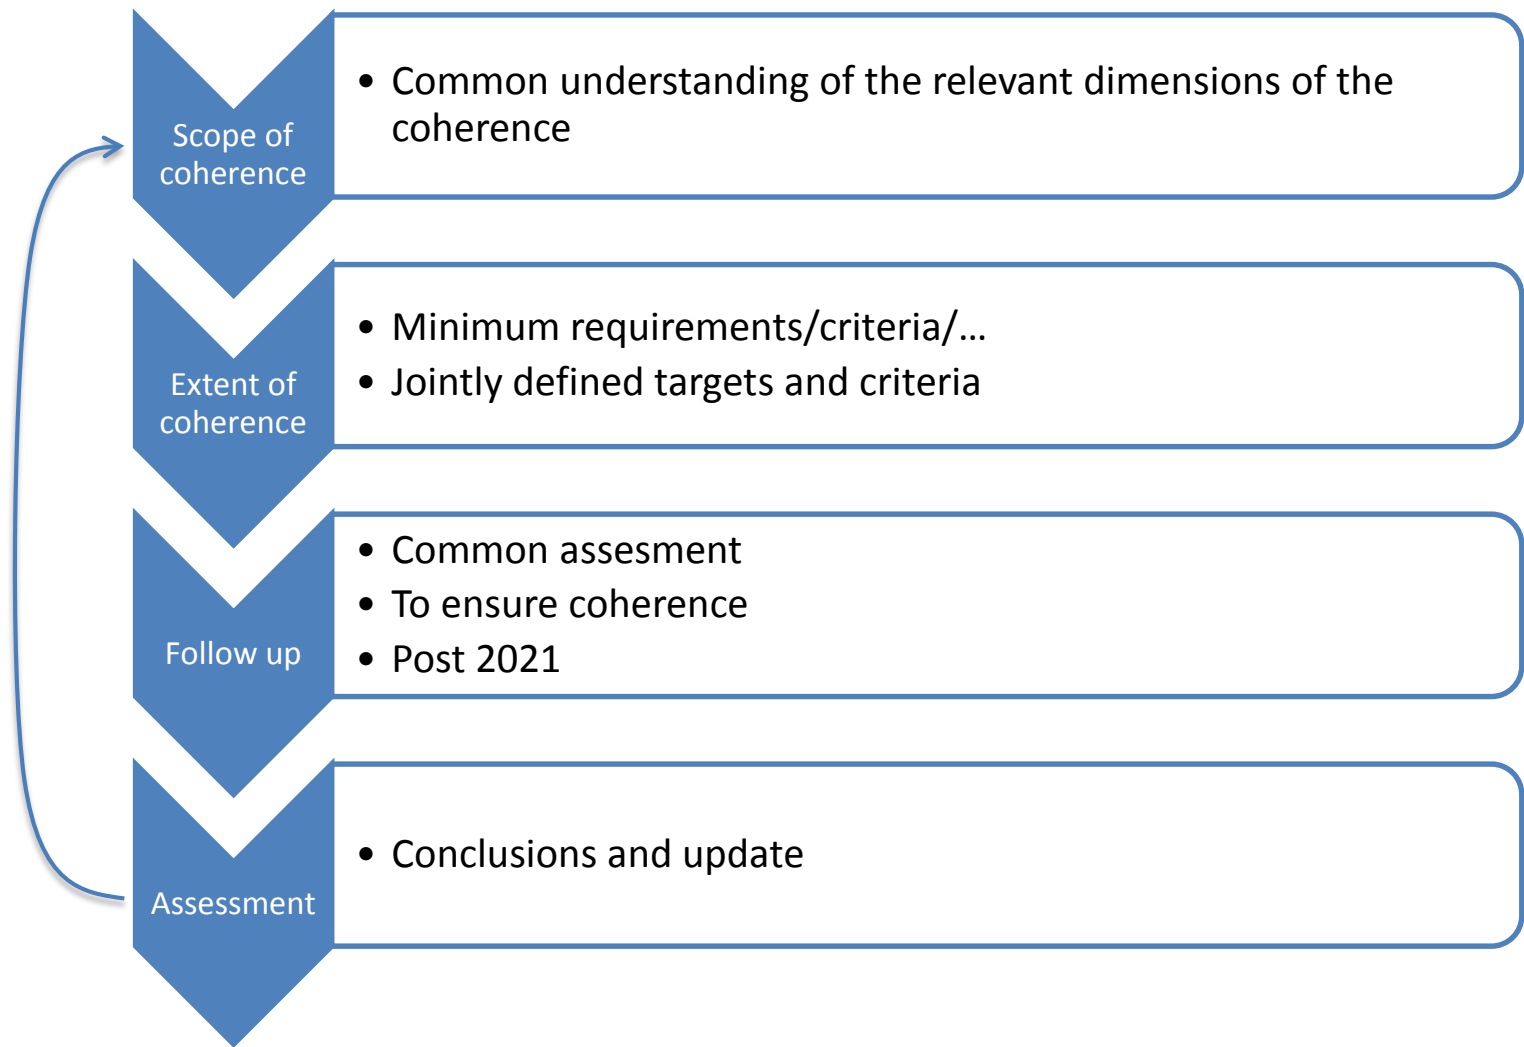 Scope of
coherence
• Common understanding of the relevant dimensions of the
coherence
Extent of
coherence
• Minimum requirements/criteria/...
• Jointly defined targets and criteria
Follow up
• Common assesment
• To ensure coherence
• Post 2021
Assessment
• Conclusions and update